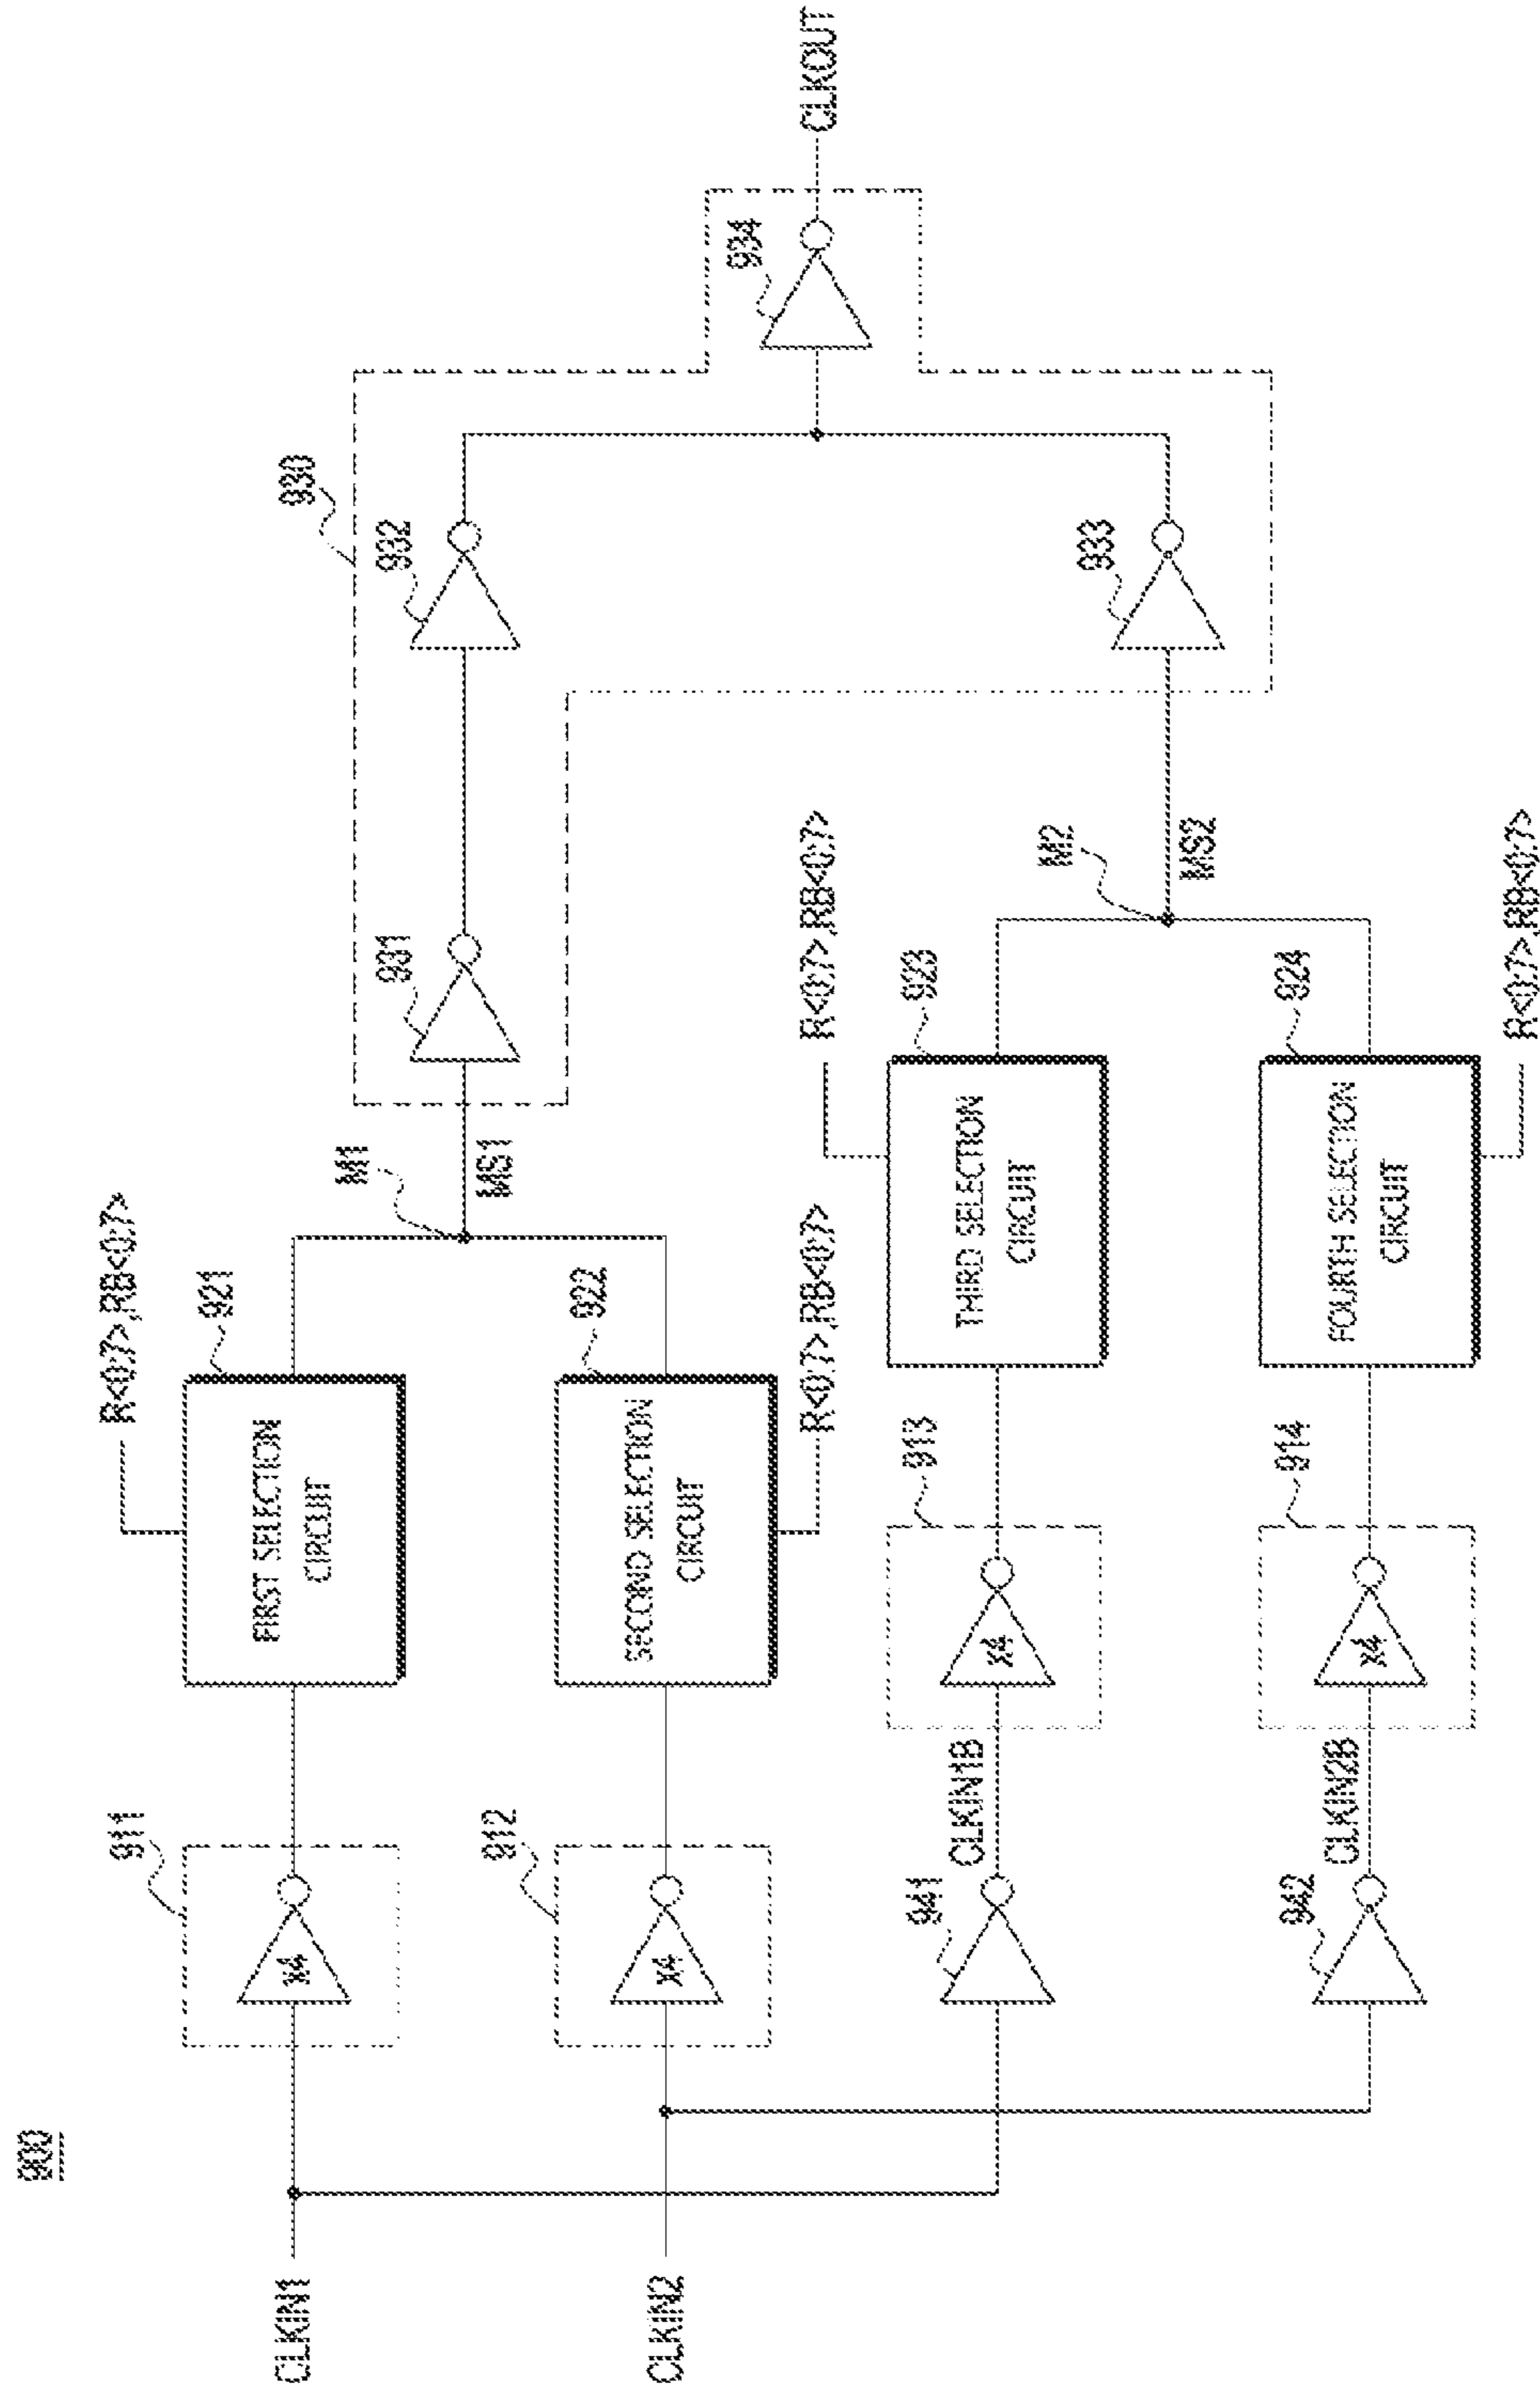 900
CLKIN1
CLKIN2
911
x4
912
x4
941
942
CLKIN1B
CLKIN2B
913
x4
914
x4
R<0:7>,RB<0:7>
921
FIRST SELECTION
CIRCUIT
922
SECOND SELECTION
CIRCUIT
R<0:7>,RB<0:7>
M1
MS1
R<0:7>,RB<0:7>
923
THIRD SELECTION
CIRCUIT
924
FOURTH SELECTION
CIRCUIT
R<0:7>,RB<0:7>
M2
MS2
930
931
932
933
934
CLKOUT